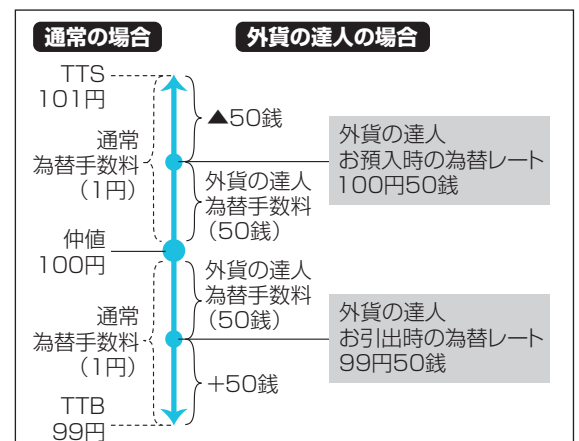 通常の場合
外貨の達人の場合
TTS
101円
▲50銭
通常
為替手数料
（1円）
外貨の達人
お預入時の為替レート
100円50銭
外貨の達人
為替手数料
（50銭）
仲値
100円
外貨の達人
為替手数料
（50銭）
通常
為替手数料
（1円）
外貨の達人
お引出時の為替レート
99円50銭
+50銭
TTB
99円